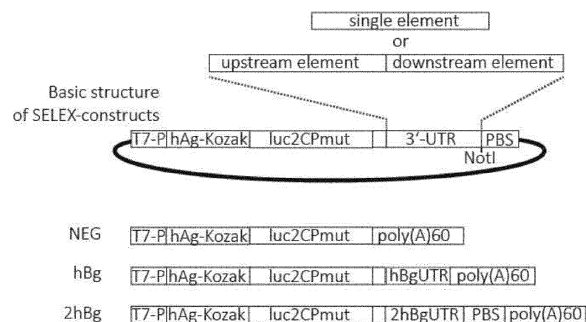 single element
or
upstream element downstream element
Basic structure
of SELEX-constructs
T7-P hAg-Kozak luc2CPmut 3'-UTR PBS
NotI
NEG T7-P hAg-Kozak luc2CPmut poly(A)60
hBg T7-P hAg-Kozak luc2CPmut hBgUTR poly(A)60
2hBg T7-P hAg-Kozak luc2CPmut 2hBgUTR PBS poly(A)60